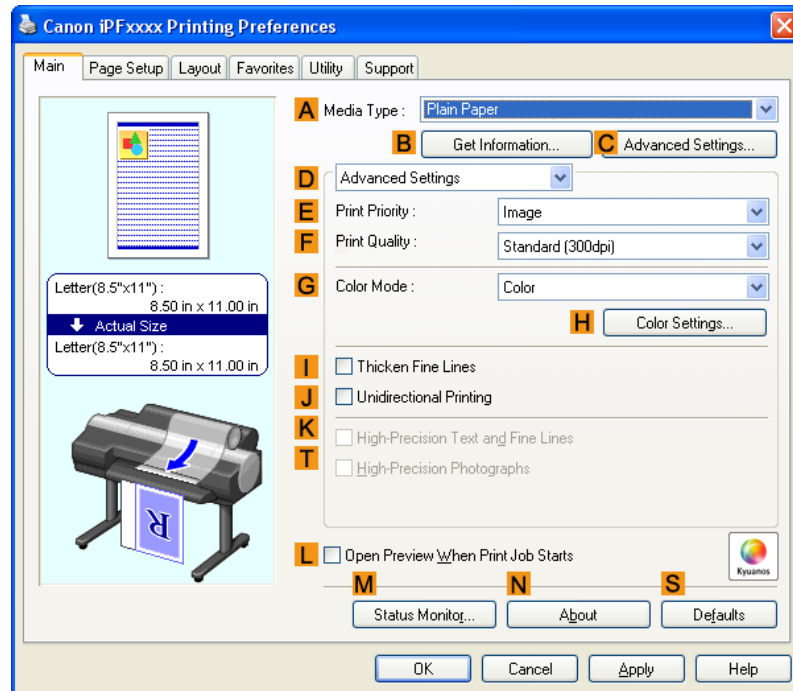 Canon iPFxxxx Printing Preferences
Main Page Setup Layout Favorites Utility Support
A Media Type : Plain Paper
B Get Information... C Advanced Settings...
D Advanced Settings
E Print Priority : Image
F Print Quality : Standard (300dpi)
G Color Mode : Color
H Color Settings...
I Thicken Fine Lines
J Unidirectional Printing
K High-Precision Text and Fine Lines
T High-Precision Photographs
Letter(8.5"x11") :
8.50 in x 11.00 in
Actual Size
Letter(8.5"x11") :
8.50 in x 11.00 in
R
L Open Preview When Print Job Starts
Kyuanos
M N S
Status Monitor... About Defaults
OK Cancel Apply Help